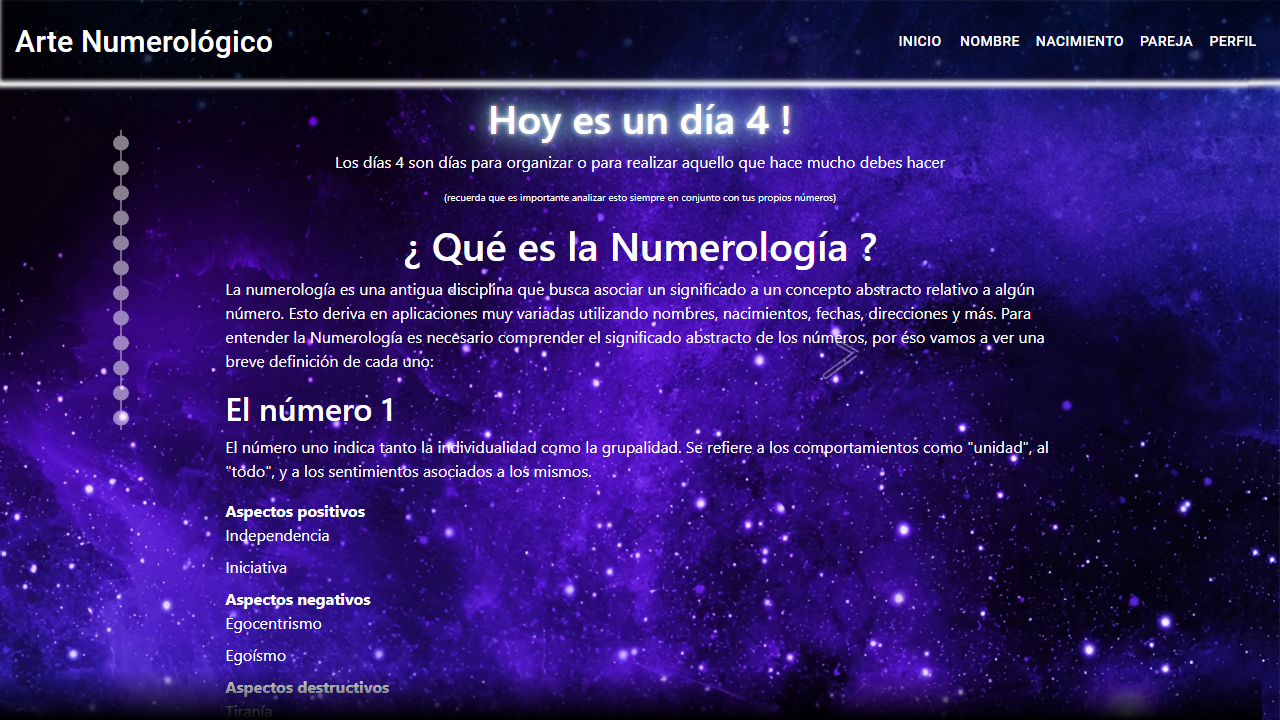 Arte Numerológico
INICIO NOMBRE NACIMIENTO PAREJA PERFIL
Hoy es un día 4 !
Los días 4 son días para organizar o para realizar aquello que hace mucho debes hacer
(recuerda que es importante analizar esto siempre en conjunto con tus propios números)
¿ Qué es la Numerología ?
La numerología es una antigua disciplina que busca asociar un significado a un concepto abstracto relativo a algún
número. Esto deriva en aplicaciones muy variadas utilizando nombres, nacimientos, fechas, direcciones y más. Para
entender la Numerología es necesario comprender el significado abstracto de los números, por éso vamos a ver una
breve definición de cada uno:
El número 1
El número uno indica tanto la individualidad como la grupalidad. Se refiere a los comportamientos como "unidad", al
"todo", y a los sentimientos asociados a los mismos.
Aspectos positivos
Independencia
Iniciativa
Aspectos negativos
Egocentrismo
Egoísmo
Aspectos destructivos
Tiranía